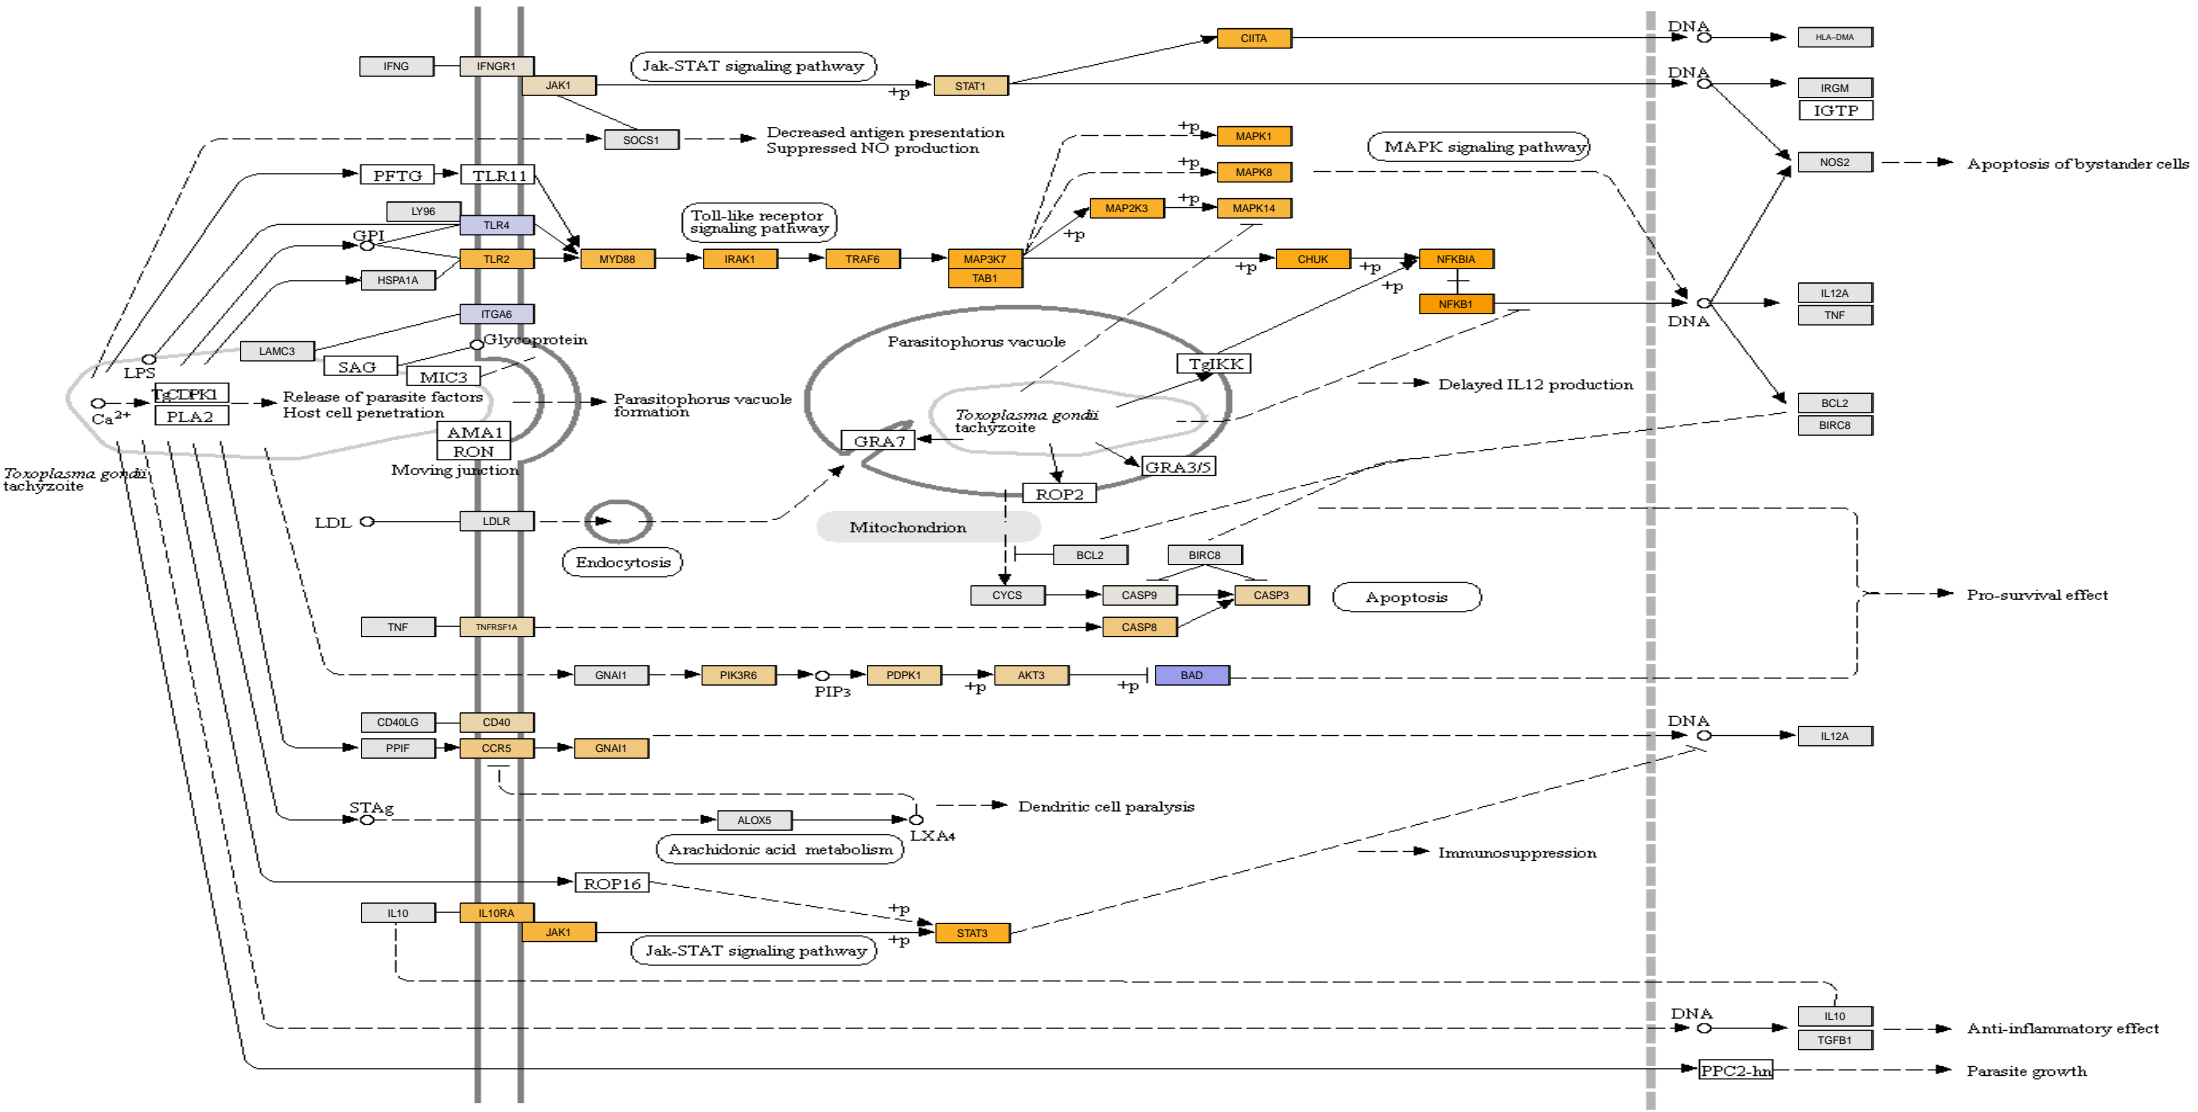 DNA
CIITA
HLA-DMA
IFNG
IFNGR1
Jak-STAT signaling pathway
DNA
JAK1
+p
STAT1
IRGM
IGTP
SOCS1
Decreased antigen presentation
Suppressed NO production
+p
MAPK1
MAPK signaling pathway
PFTG
TLR11
+p
MAPK8
NOS2
Apoptosis of bystander cells
LY96
TLR4
Toll-like receptor
signaling pathway
MAP2K3
+p
MAPK14
+p
GPI
TLR2
MYD88
IRAK1
TRAF6
MAP3K7
TAB1
+p
CHUK
+p
NFKBIA
+p
HSPA1A
NFKB1
DNA
IL12A
TNF
ITGA6
Glycoprotein
LAMC3
SAG
MIC3
Parasitophorus vacuole
TgIKK
LPS
TgCDPK1
PLA2
Ca2+
Release of parasite factors
Host cell penetration
Parasitophorus vacuole
formation
Delayed IL12 production
Toxoplasma gondii
tachyzoite
BCL2
BIRC8
AMA1
RON
Moving junction
GRA7
GRA3/5
ROP2
Toxoplasma gondii
tachyzoite
LDL
LDLR
Endocytosis
Mitochondrion
BCL2
BIRC8
CYCS
CASP9
CASP3
Apoptosis
Pro-survival effect
TNF
TNFRSF1A
CASP8
GNAI1
PIK3R6
PIP3
PDPK1
+p
AKT3
+p
BAD
CD40LG
CD40
DNA
PPIF
CCR5
GNAI1
IL12A
STAg
ALOX5
LXA4
Dendritic cell paralysis
Arachidonic acid metabolism
Immunosuppression
ROP16
+p
IL10
IL10RA
JAK1
+p
STAT3
Jak-STAT signaling pathway
DNA
IL10
TGFB1
Anti-inflammatory effect
PPC2-hn
Parasite growth